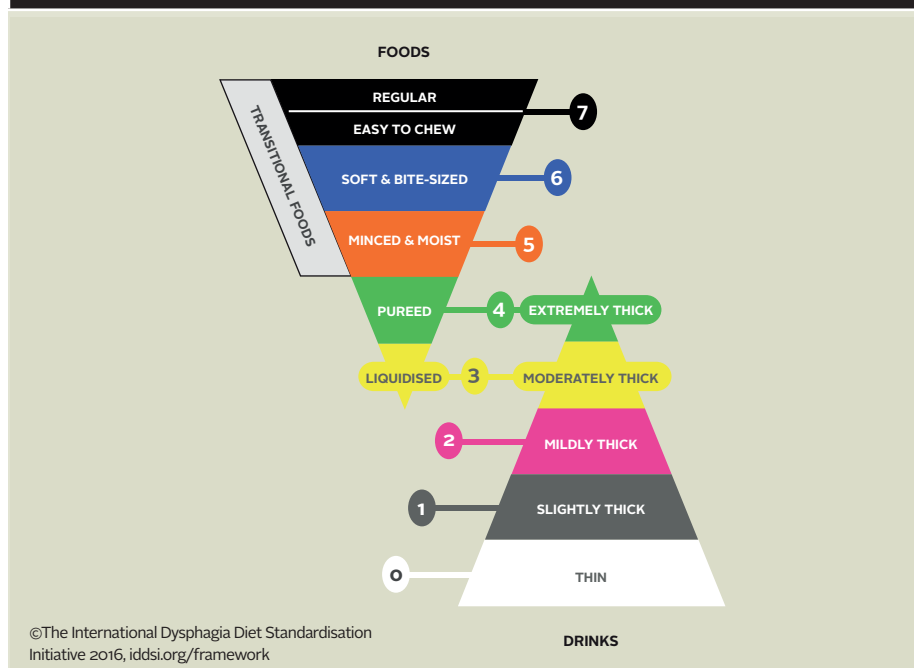 FOODS
REGULAR
7
EASY TO CHEW
TRANSITIONAL FOODS
SOFT & BITE-SIZED
6
MINCED & MOIST
5
PUREED
4
EXTREMELY THICK
LIQUIDISED
3
MODERATELY THICK
2
MILDLY THICK
1
SLIGHTLY THICK
0
THIN
©The International Dysphagia Diet Standardisation
Initiative 2016, iddsi.org/framework
DRINKS